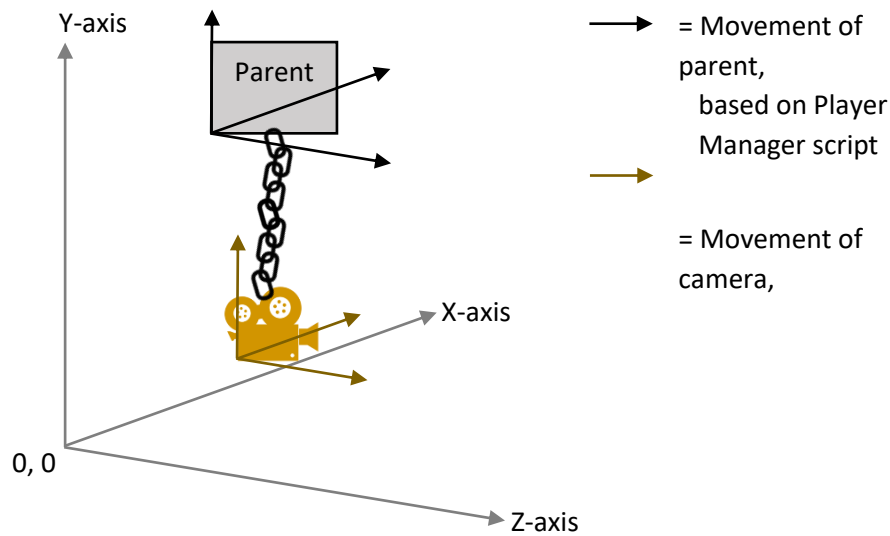 Y-axis
Parent
X-axis
0, 0
Z-axis
= Movement of
parent,
based on Player
Manager script
= Movement of
camera,